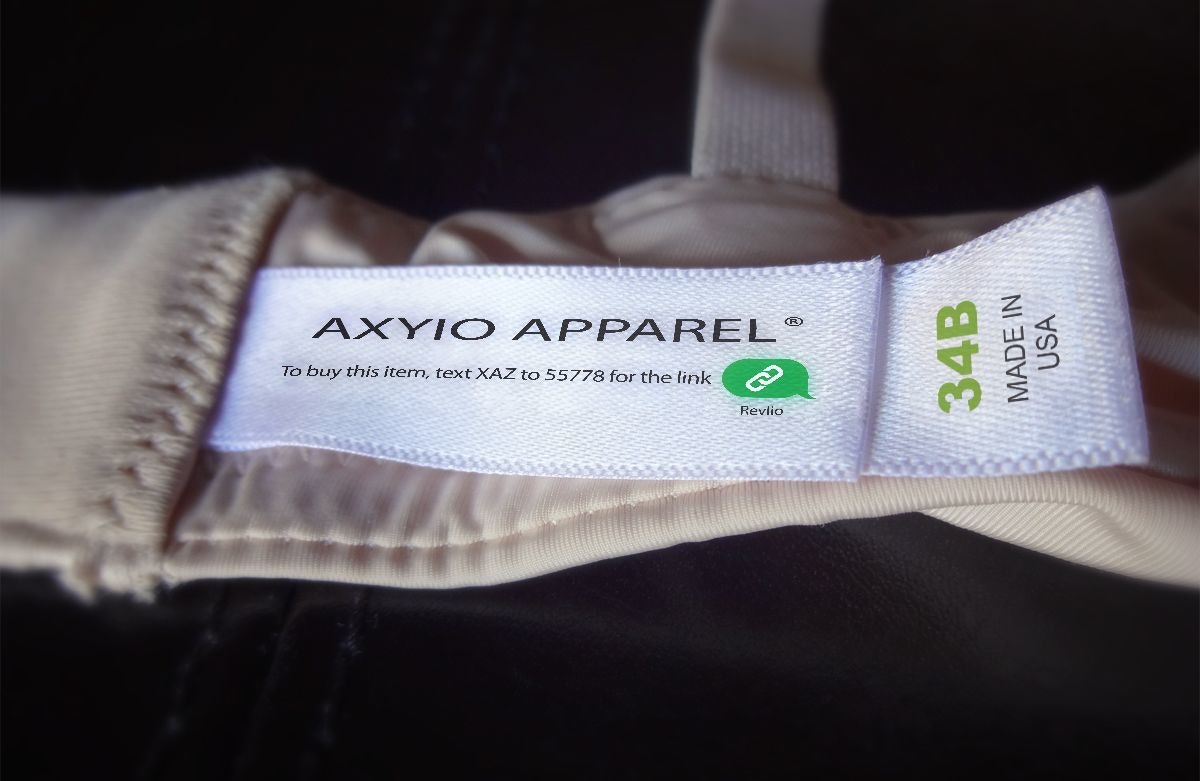 AXYIO APPAREL®
To buy this item, text XAZ to 55778 for the link
Revlio
34B
MADE IN
USA